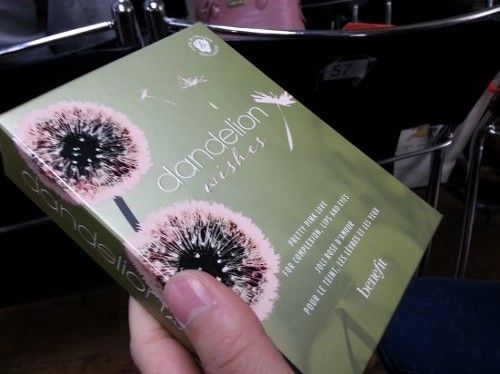 dandelion
wishes
PRETTY PINK LOVE
FOR COMPLEXION, LIPS AND EYES
JOLI ROSE D'AMOUR
POUR LE TEINT, LES LÈVRES ET LES YEUX
benefit
dandelion
57